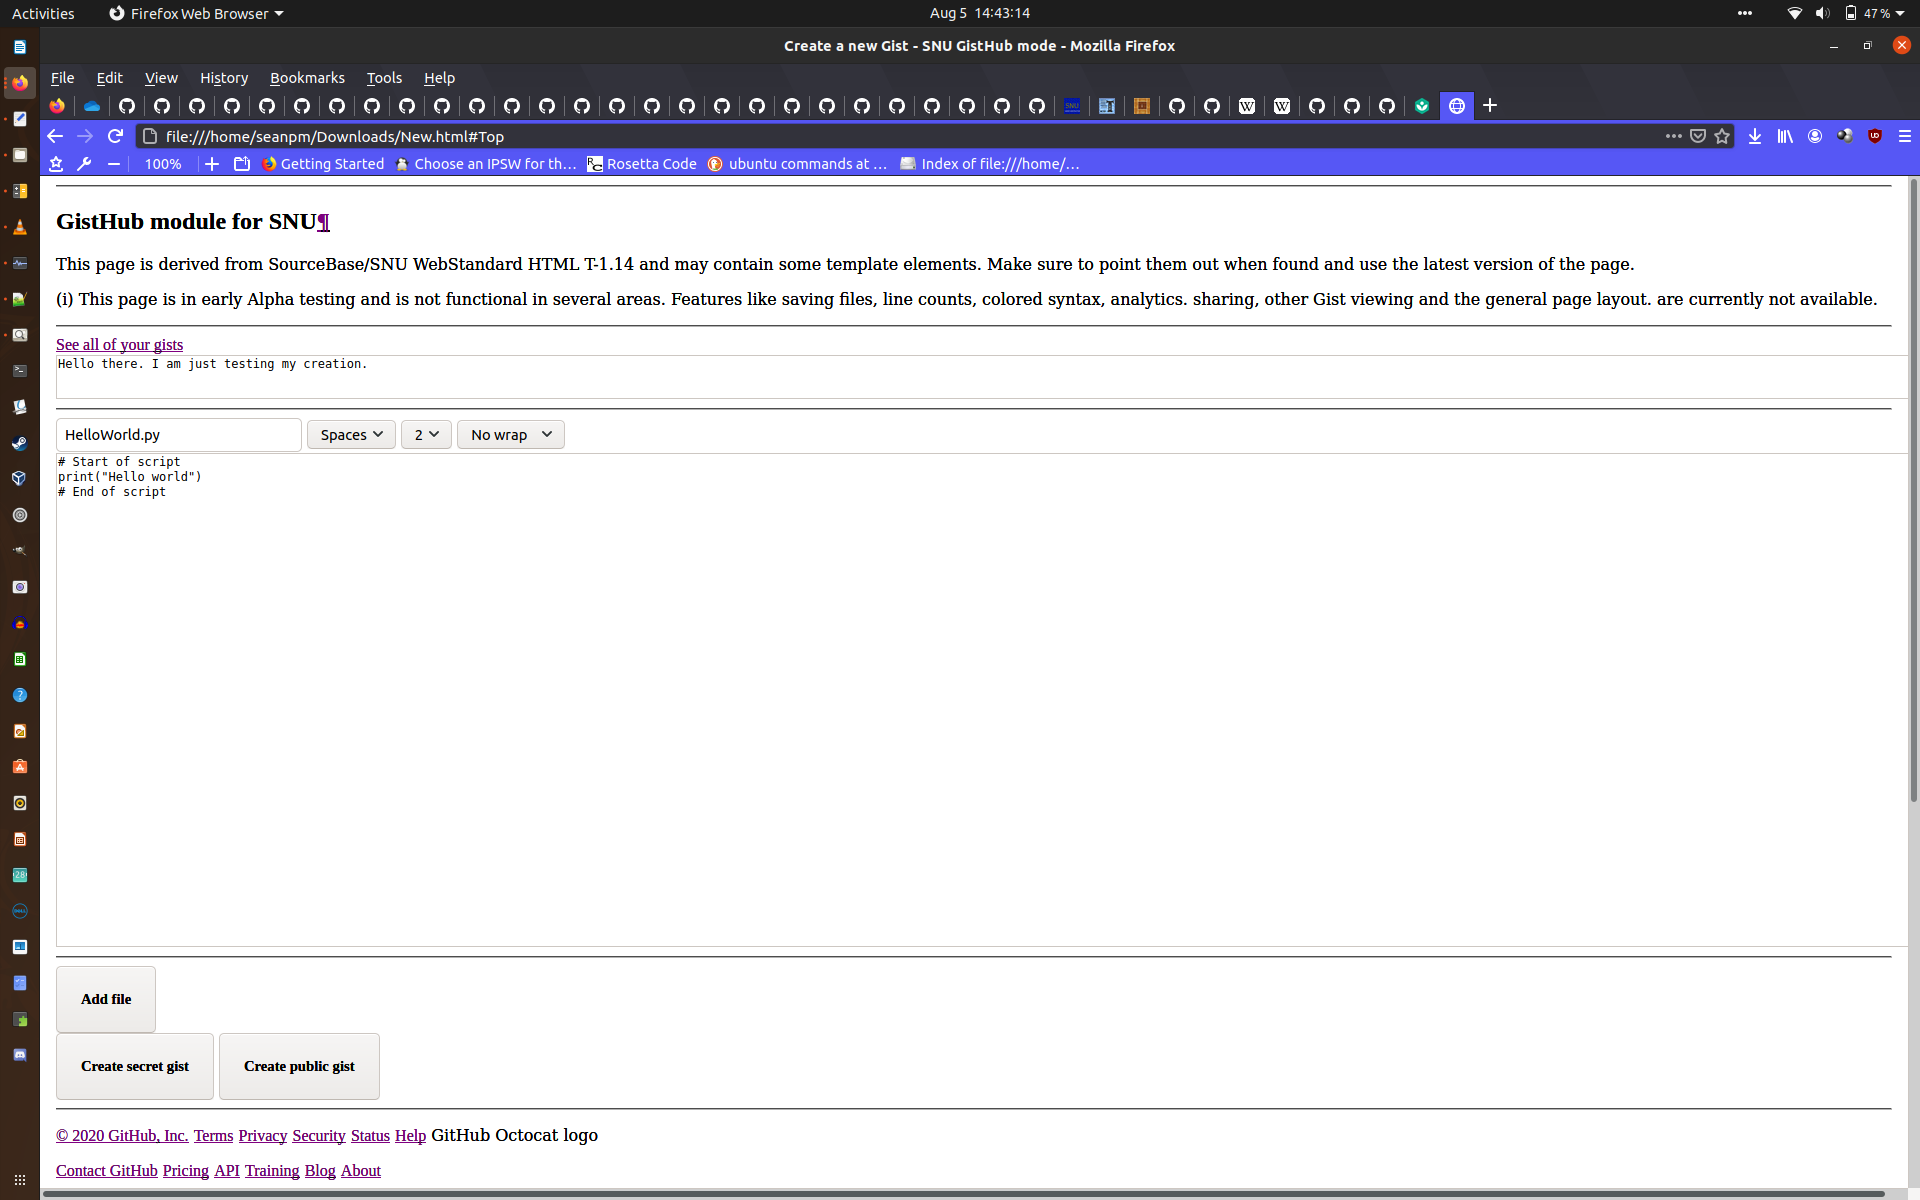 Activities Firefox Web Browser Aug 5 14:43:14 47 %
Create a new Gist - SNU GistHub mode - Mozilla Firefox
File Edit View History Bookmarks Tools Help
SNU W W
file:///home/seanpm/Downloads/New.html#Top
100% Getting Started Choose an IPSW for th... Rosetta Code ubuntu commands at ... Index of file:///home/...
GistHub module for SNU¶
This page is derived from SourceBase/SNU WebStandard HTML T-1.14 and may contain some template elements. Make sure to point them out when found and use the latest version of the page.
(i) This page is in early Alpha testing and is not functional in several areas. Features like saving files, line counts, colored syntax, analytics. sharing, other Gist viewing and the general page layout. are currently not available.
See all of your gists
Hello there. I am just testing my creation.
HelloWorld.py Spaces 2 No wrap
# Start of script
print("Hello world")
# End of script
Add file
Create secret gist Create public gist
© 2020 GitHub, Inc. Terms Privacy Security Status Help GitHub Octocat logo
Contact GitHub Pricing API Training Blog About